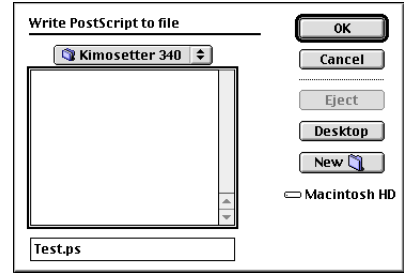 Write PostScript to file
Kimosetter 340
OK
Cancel
Eject
Desktop
New
Macintosh HD
Test.ps